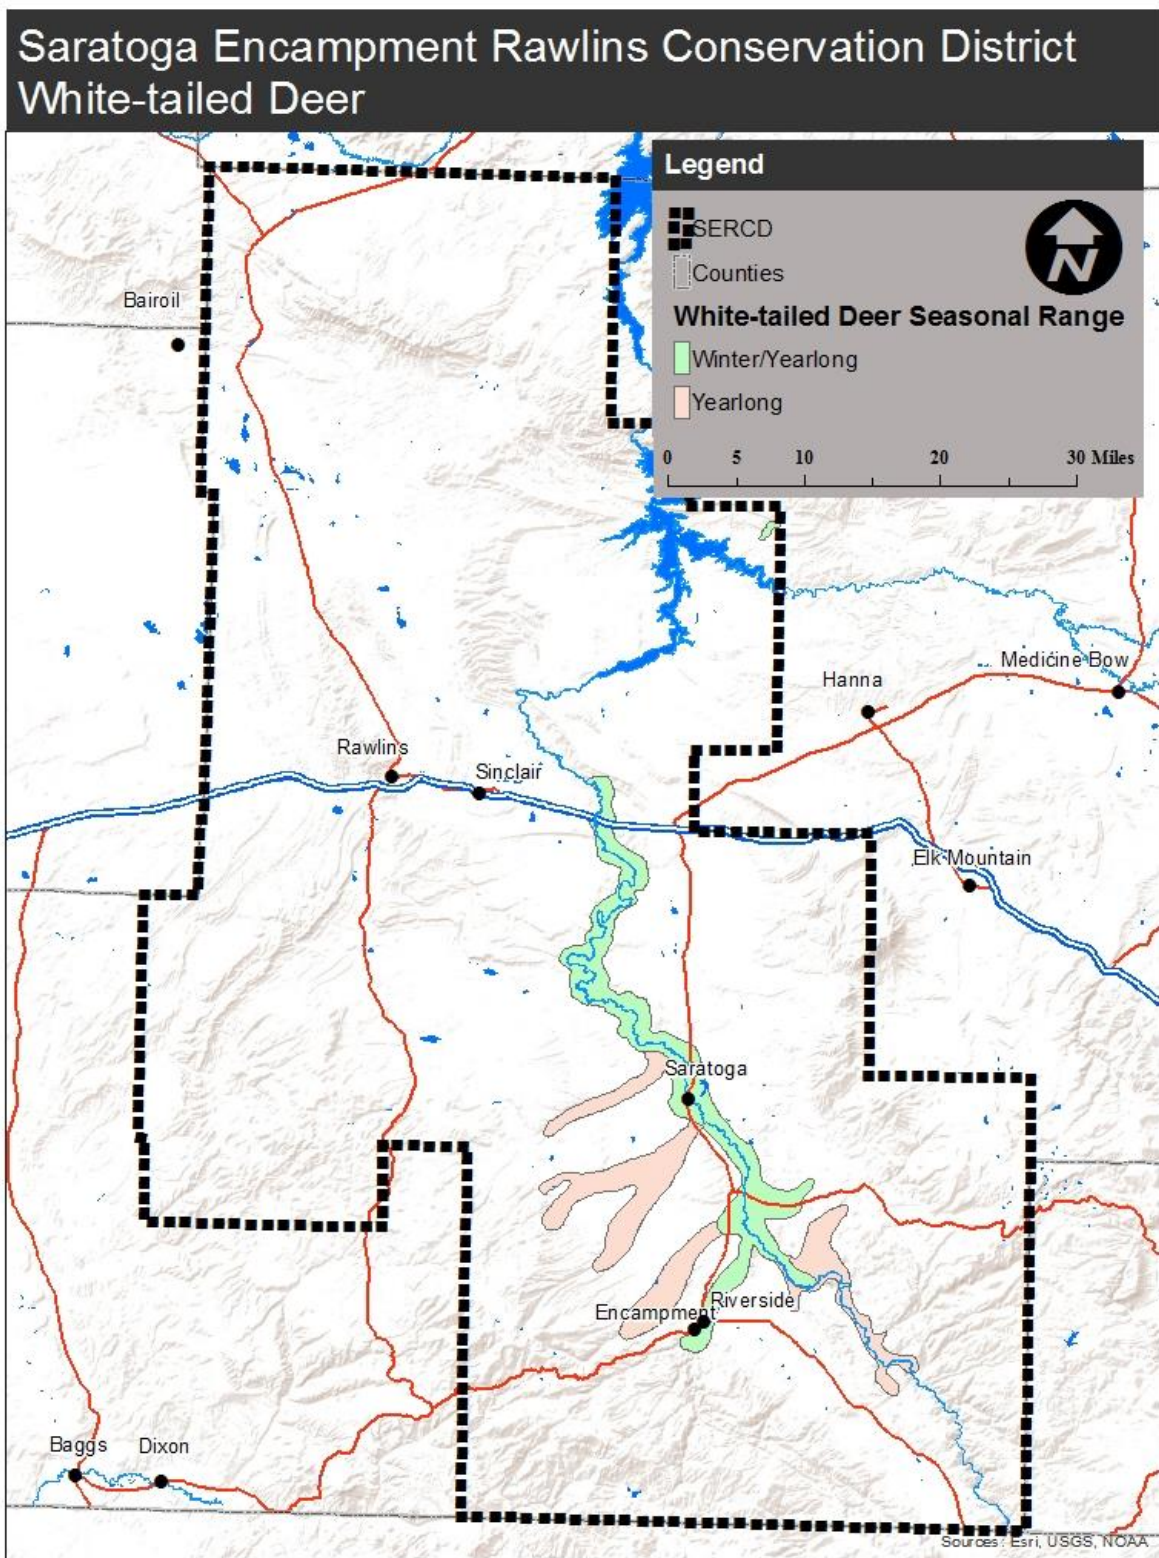 Saratoga Encampment Rawlins Conservation District
White-tailed Deer
Legend
SERCD
Counties
White-tailed Deer Seasonal Range
Winter/Yearlong
Yearlong
0 5 10 20 30 Miles
N
Bairoil
Medicine Bow
Hanna
Rawlins
Sinclair
Elk Mountain
Saratoga
Riverside
Encampment
Baggs
Dixon
Sources: Esri, USGS, NOAA